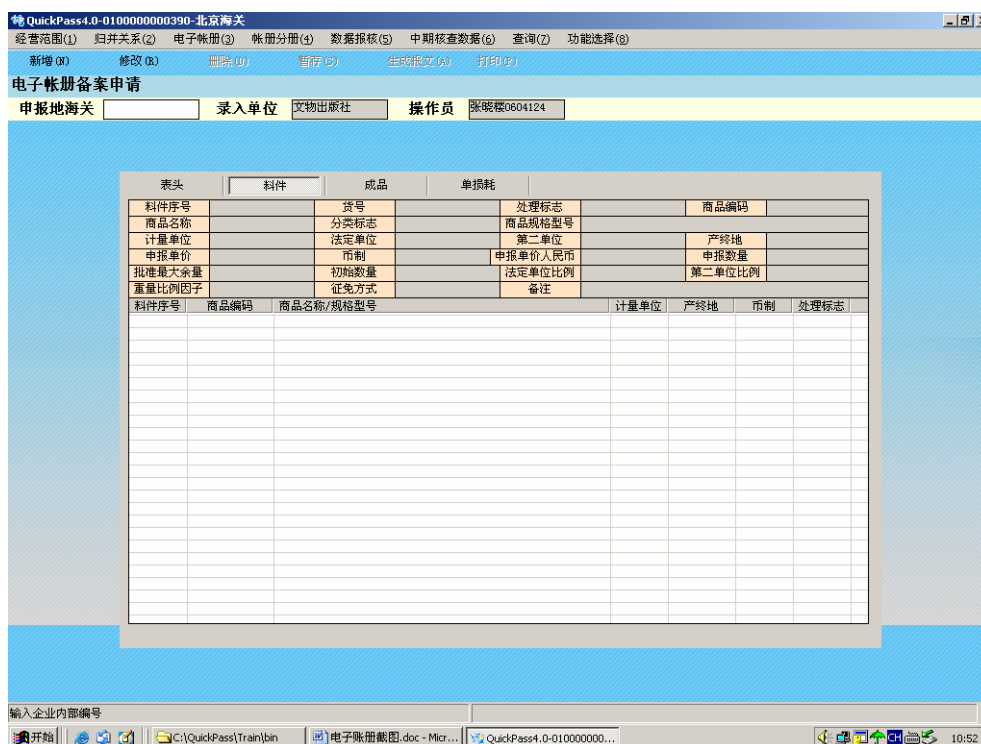 QuickPass4.0-0100000000390-北京海关
经营范围(1) 归并关系(2) 电子帐册(3) 帐册分册(4) 数据报核(5) 中期核查数据(6) 查询(7) 功能选择(8)
新增(N) 修改(R) 删除(D) 暂存(C) 生成报文(A) 打印(P)
电子帐册备案申请
申报地海关 录入单位 文物出版社 操作员 张晓楼0604124
表头 料件 成品 单损耗
料件序号 货号 处理标志 商品编码
商品名称 分类标志 商品规格型号
计量单位 法定单位 第二单位 产终地
申报单价 币制 申报单价人民币 申报数量
批准最大余量 初始数量 法定单位比例 第二单位比例
重量比例因子 征免方式 备注
料件序号 商品编码 商品名称/规格型号 计量单位 产终地 币制 处理标志
输入企业内部编号
开始 C:\QuickPass\Train\bin 电子账册截图.doc - Micr... QuickPass4.0-010000000... CH 10:52